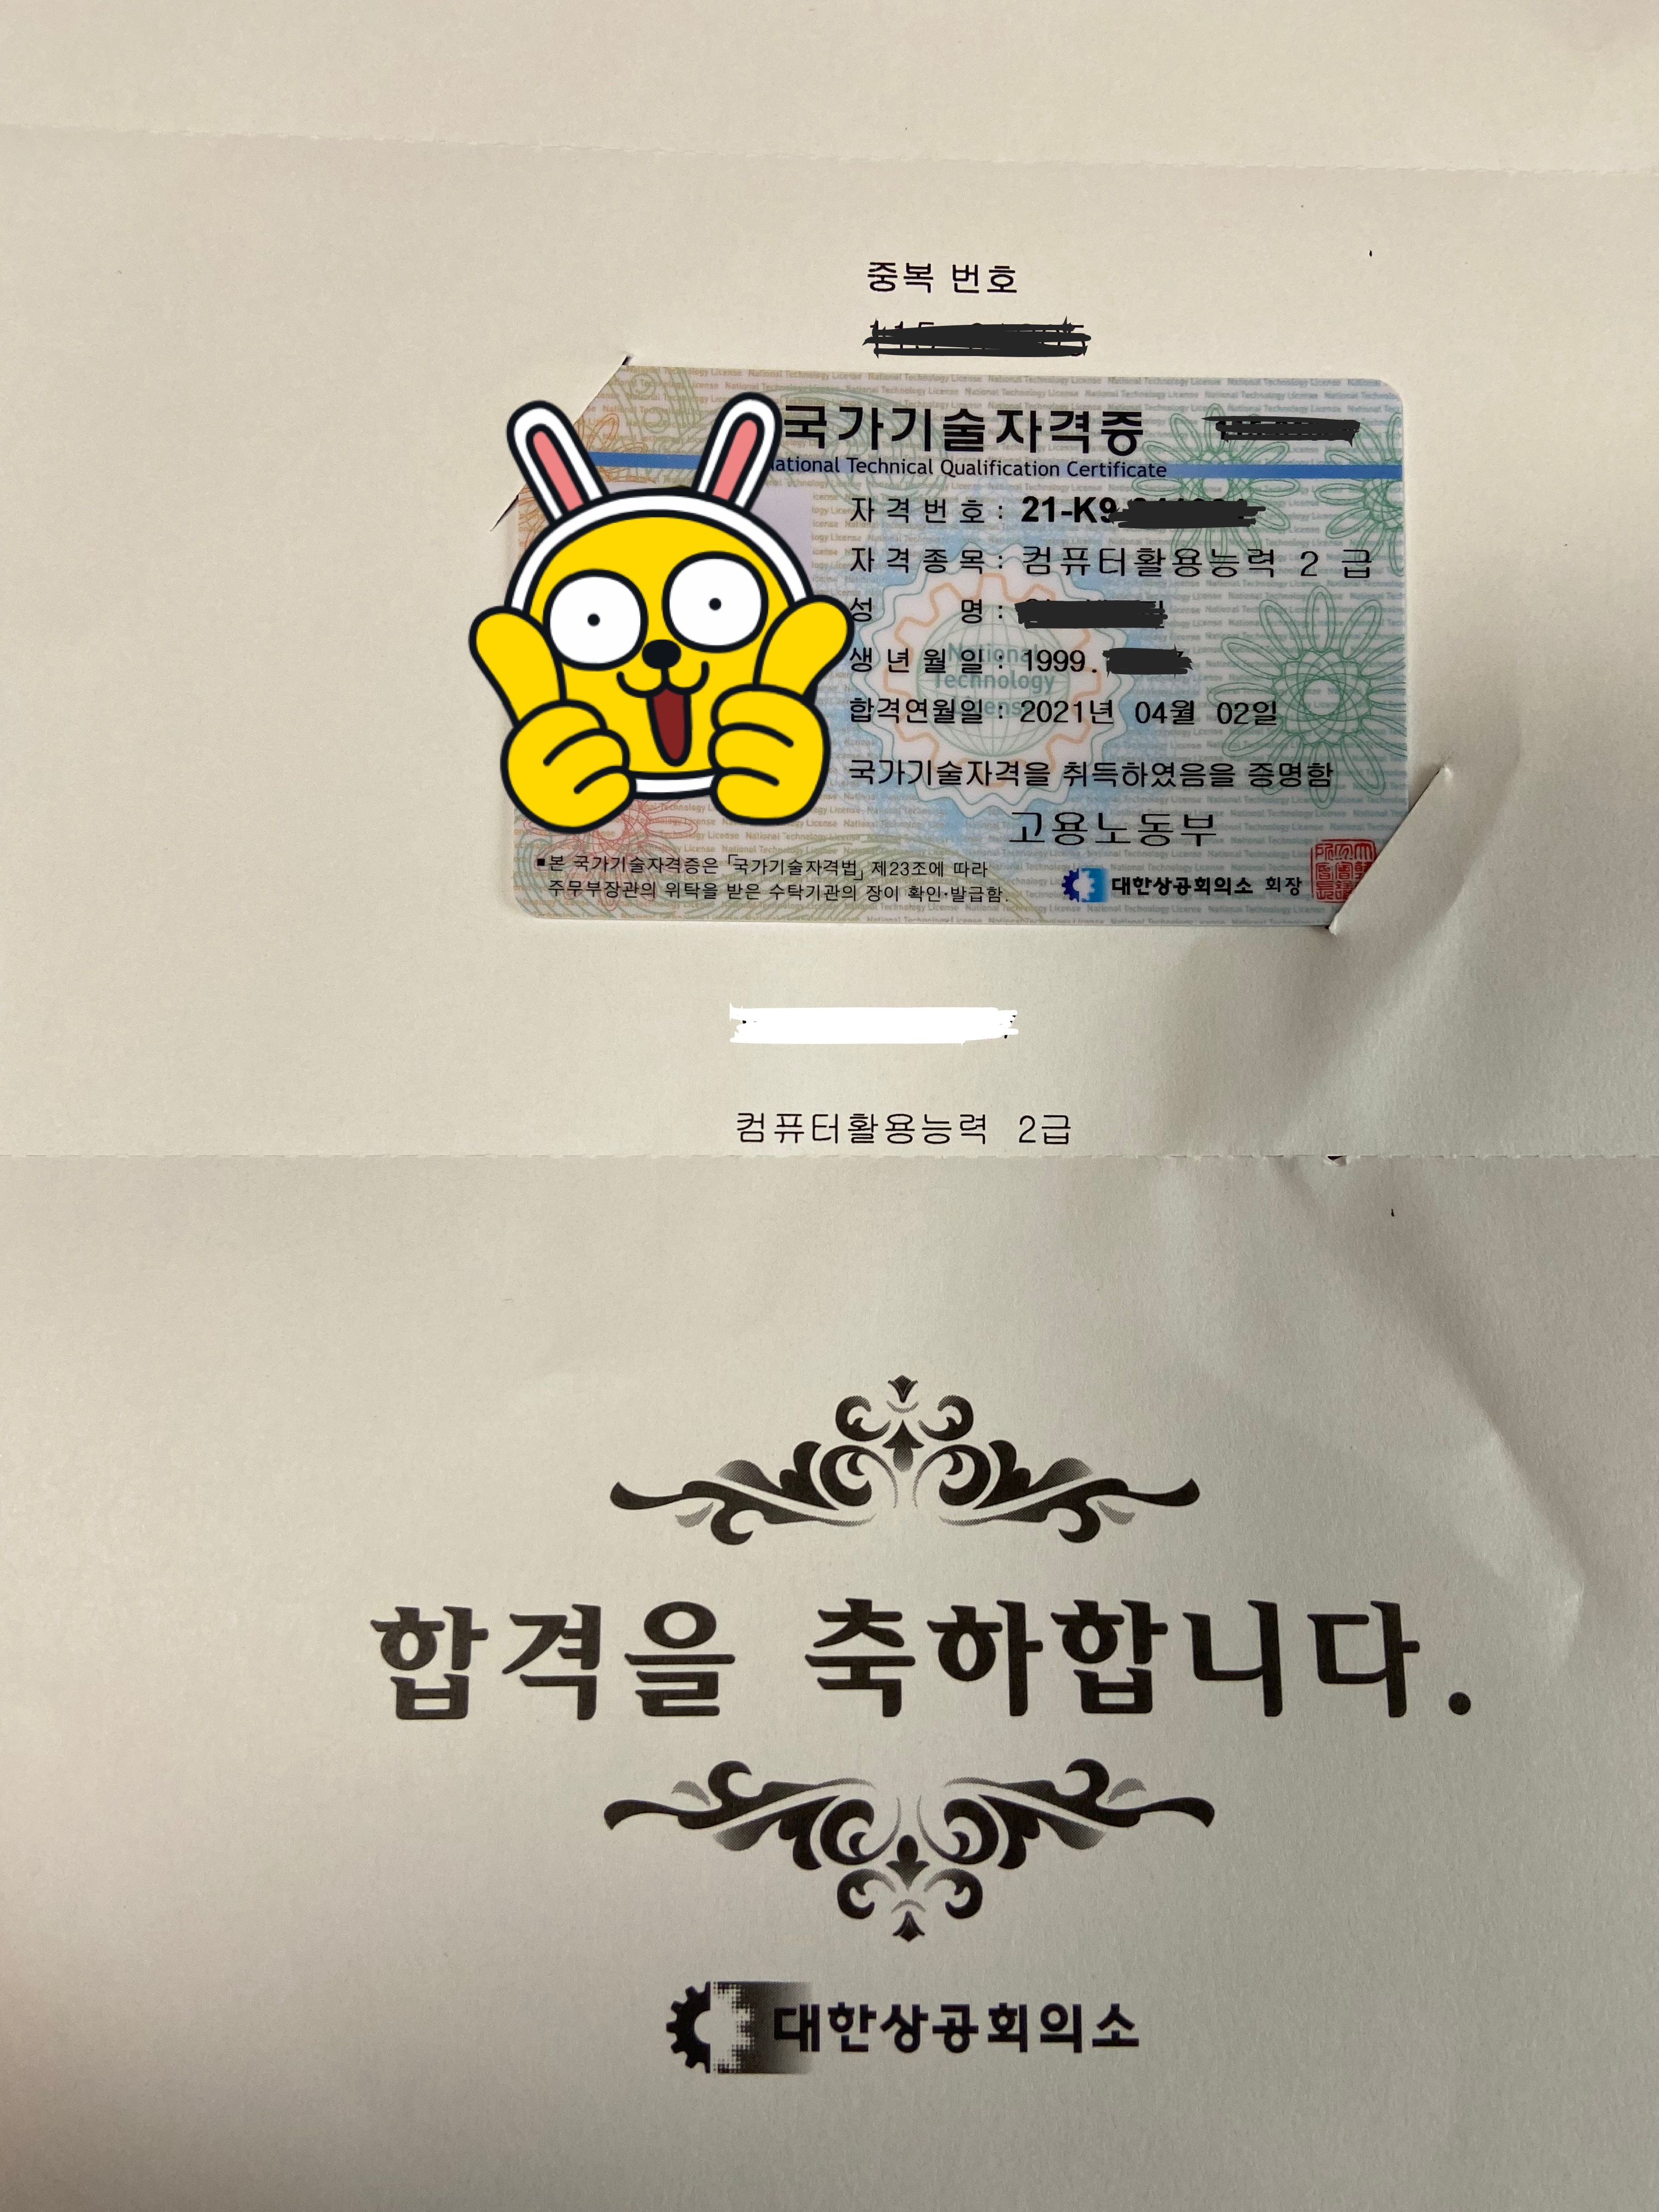 중복 번호
국가기술자격증
National Technical Qualification Certificate
자격번호 : 21-K9
자격종목 : 컴퓨터활용능력 2 급
성 명 :
생년월일 : 1999.
합격연월일 : 2021년 04월 02일
국가기술자격을 취득하였음을 증명함
고용노동부
■본 국가기술자격증은 「국가기술자격법」 제23조에 따라
주무부장관의 위탁을 받은 수탁기관의 장이 확인·발급함.
대한상공회의소 회장
National
Technology
License
컴퓨터활용능력 2급
합격을 축하합니다.
대한상공회의소